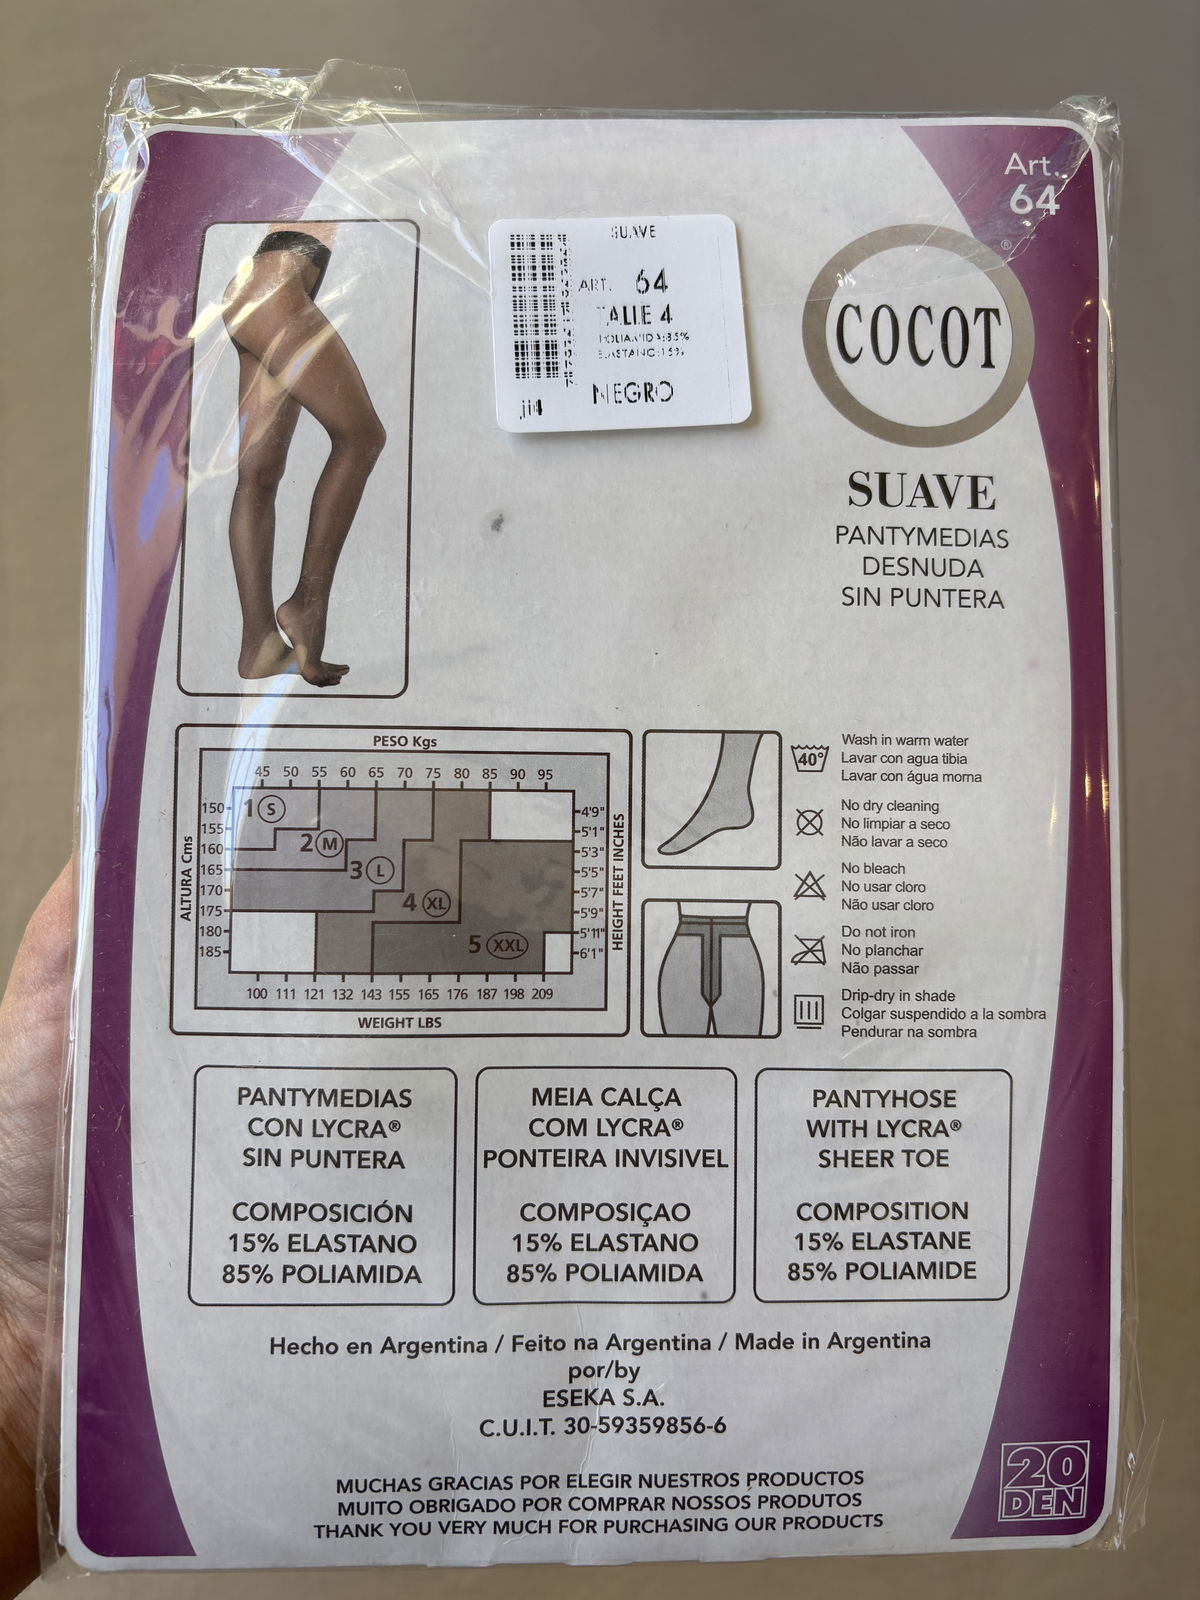 Art.
64
SUAVE
ART. 64
TALLE 4
POLIAMIDA:85%
ELASTANO:15%
NEGRO
COCOT
®
SUAVE
PANTYMEDIAS
DESNUDA
SIN PUNTERA
PESO Kgs
45 50 55 60 65 70 75 80 85 90 95
ALTURA Cms
150
155
160
165
170
175
180
185
1 S
2 M
3 L
4 XL
5 XXL
4'9"
5'1"
5'3"
5'5"
5'7"
5'9"
5'11"
6'1"
HEIGHT FEET INCHES
100 111 121 132 143 155 165 176 187 198 209
WEIGHT LBS
40°
Wash in warm water
Lavar con agua tibia
Lavar con água morna
No dry cleaning
No limpiar a seco
Não lavar a seco
No bleach
No usar cloro
Não usar cloro
Do not iron
No planchar
Não passar
Drip-dry in shade
Colgar suspendido a la sombra
Pendurar na sombra
PANTYMEDIAS
CON LYCRA®
SIN PUNTERA
COMPOSICIÓN
15% ELASTANO
85% POLIAMIDA
MEIA CALÇA
COM LYCRA®
PONTEIRA INVISIVEL
COMPOSIÇAO
15% ELASTANO
85% POLIAMIDA
PANTYHOSE
WITH LYCRA®
SHEER TOE
COMPOSITION
15% ELASTANE
85% POLIAMIDE
Hecho en Argentina / Feito na Argentina / Made in Argentina
por/by
ESEKA S.A.
C.U.I.T. 30-59359856-6
MUCHAS GRACIAS POR ELEGIR NUESTROS PRODUCTOS
MUITO OBRIGADO POR COMPRAR NOSSOS PRODUTOS
THANK YOU VERY MUCH FOR PURCHASING OUR PRODUCTS
20
DEN